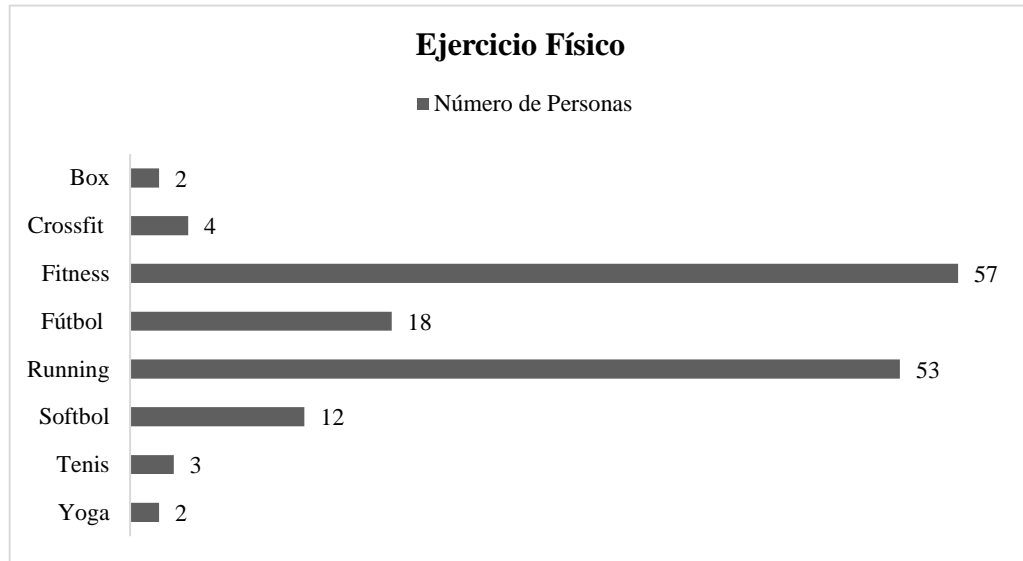 Ejercicio Físico
Número de Personas
Box 2
Crossfit 4
Fitness 57
Fútbol 18
Running 53
Softbol 12
Tenis 3
Yoga 2